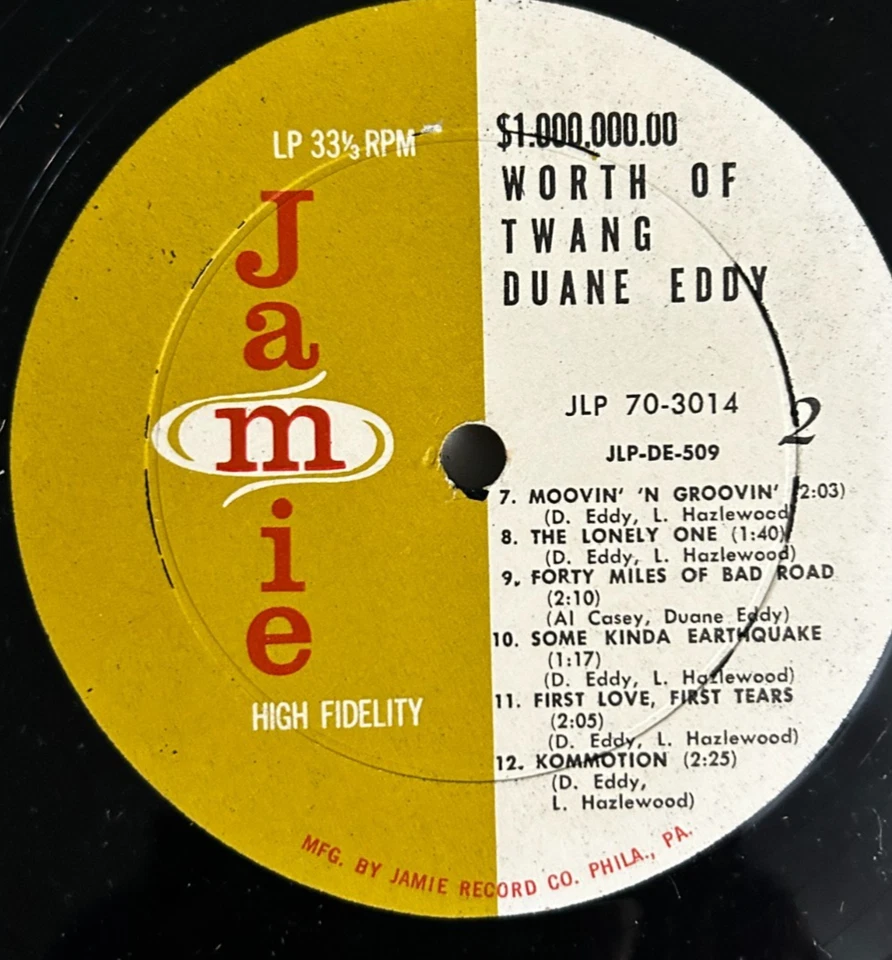 LP 33⅓ RPM
Jamie
HIGH FIDELITY
$1.000,000.00
WORTH OF
TWANG
DUANE EDDY
JLP 70-3014
2
JLP-DE-509
7. MOOVIN' 'N GROOVIN' (2:03)
(D. Eddy, L. Hazlewood)
8. THE LONELY ONE (1:40)
(D. Eddy, L. Hazlewood)
9. FORTY MILES OF BAD ROAD
(2:10)
(Al Casey, Duane Eddy)
10. SOME KINDA EARTHQUAKE
(1:17)
(D. Eddy, L. Hazlewood)
11. FIRST LOVE, FIRST TEARS
(2:05)
(D. Eddy, L. Hazlewood)
12. KOMMOTION (2:25)
(D. Eddy,
L. Hazlewood)
MFG. BY JAMIE RECORD CO. PHILA., PA.